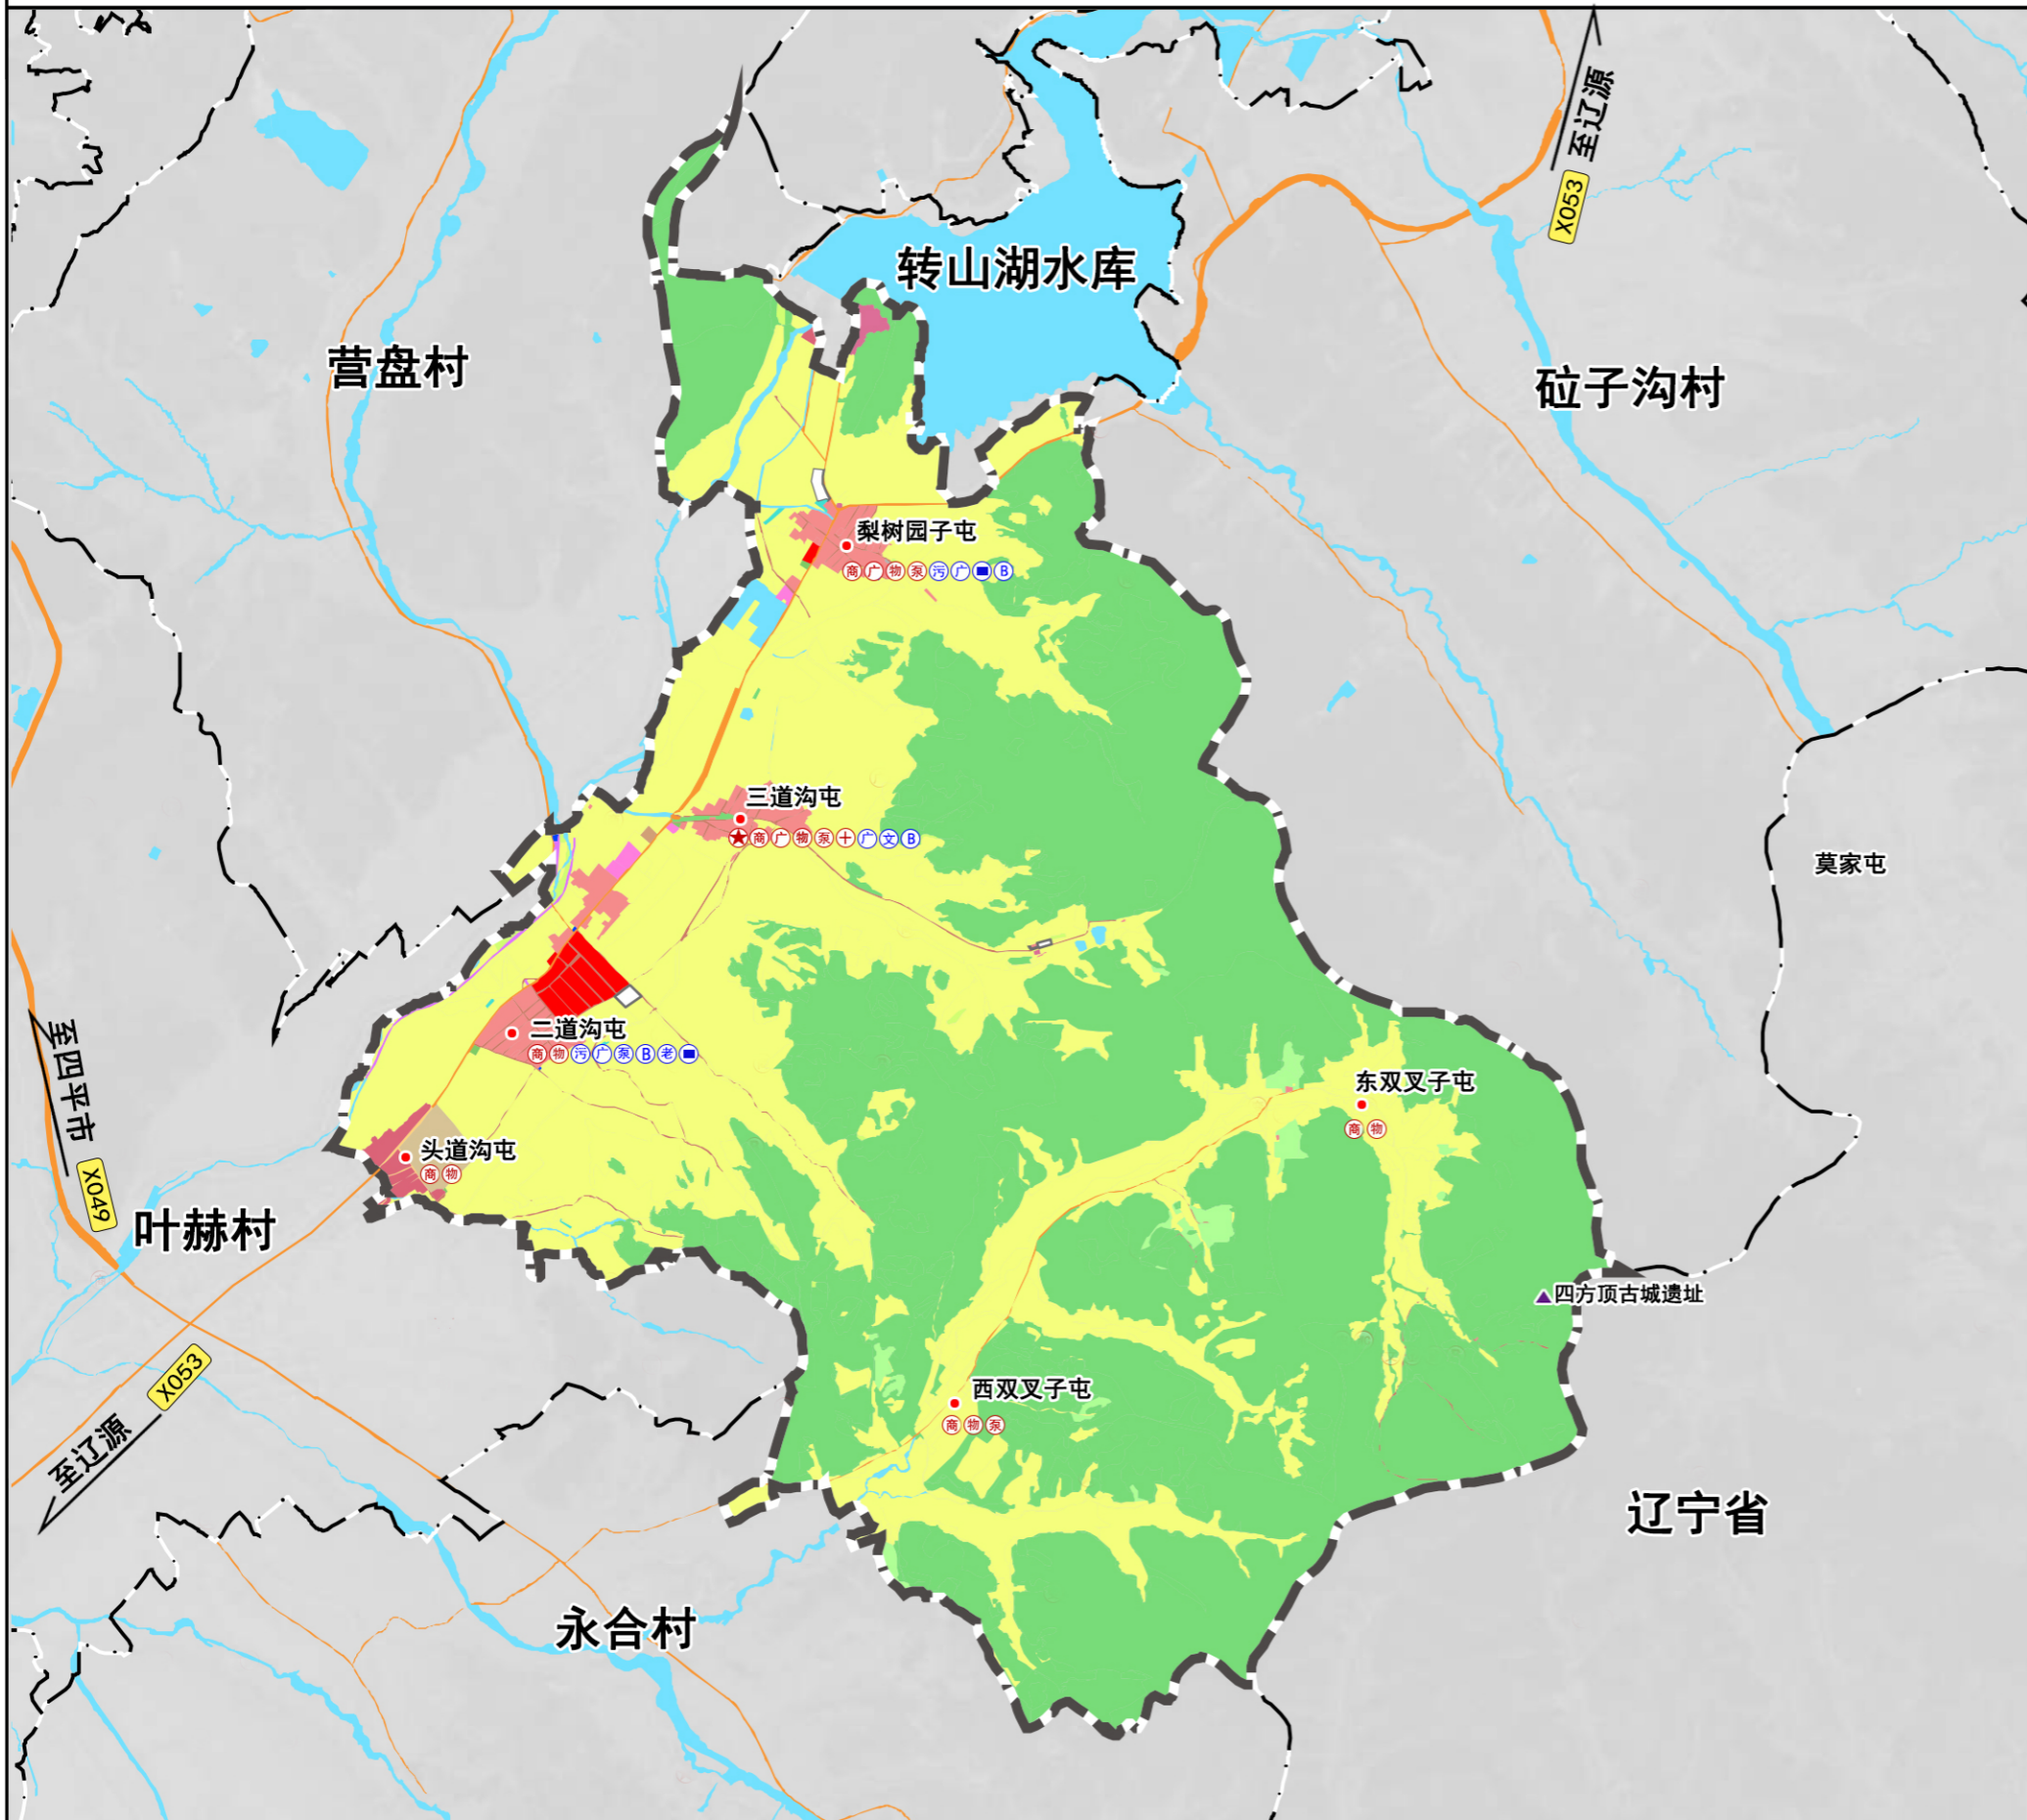 至辽源
X053
转山湖水库
营盘村
砬子沟村
梨树园子屯
商 广 物 泵 污 广 B
三道沟屯
商 广 物 泵 十 广 文 B
莫家屯
二道沟屯
商 物 污 广 泵 B 老
至四平市
X049
东双叉子屯
商 物
头道沟屯
商 物
叶赫村
四方顶古城遗址
X053
至辽源
西双叉子屯
商 物 泵
辽宁省
永合村